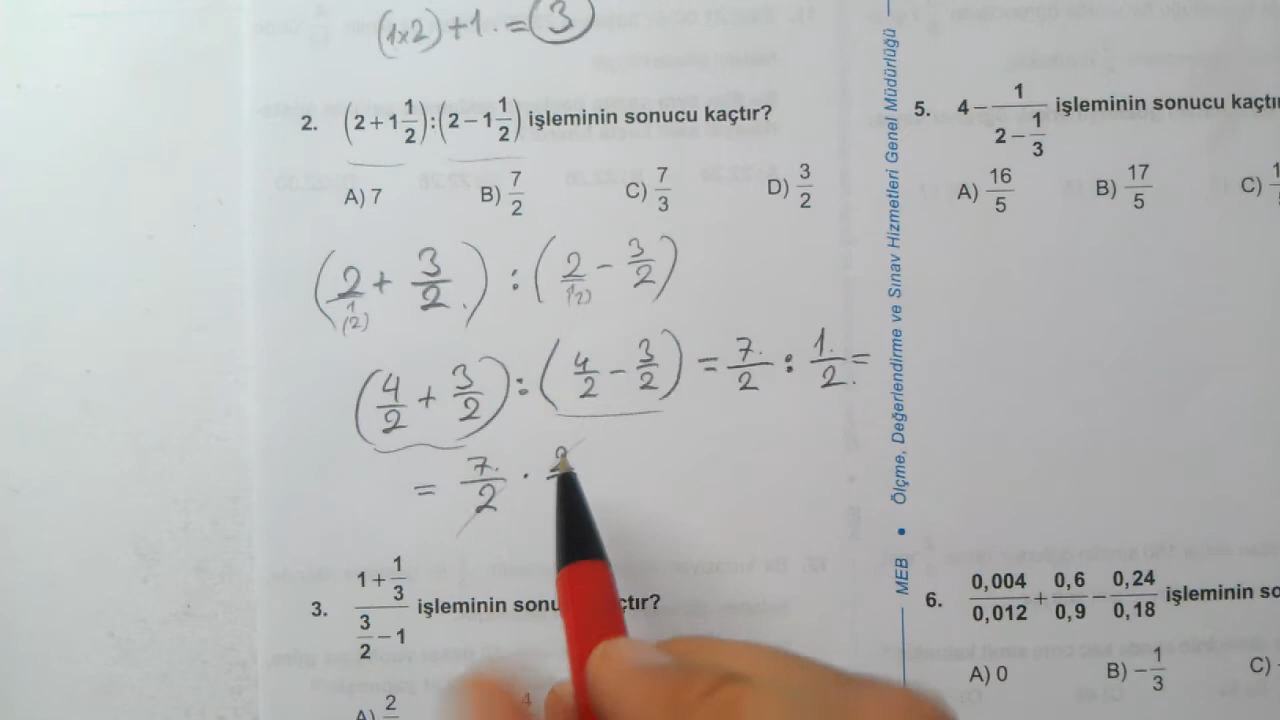 (1x2)+1 = 3
2. (2+1 1/2):(2−1 1/2) işleminin sonucu kaçtır?
A) 7 B) 7/2 C) 7/3 D) 3/2
(2/1 + 3/2) : (2 − 3/2)
(2) (2)
(4/2 + 3/2) : (4/2 − 3/2) = 7/2 : 1/2 =
= 7/2 · 2
3. (1+1/3)/(3/2−1) işleminin
A) 2
MEB • Ölçme, Değerlendirme ve Sınav Hizmetleri Genel Müdürlüğü
5. 4 − 1/(2−1/3) işleminin sonucu
A) 16/5 B) 17/5 C)
6. 0,004/0,012 + 0,6/0,9 − 0,24/0,18 işleminin
A) 0 B) −1/3 C)